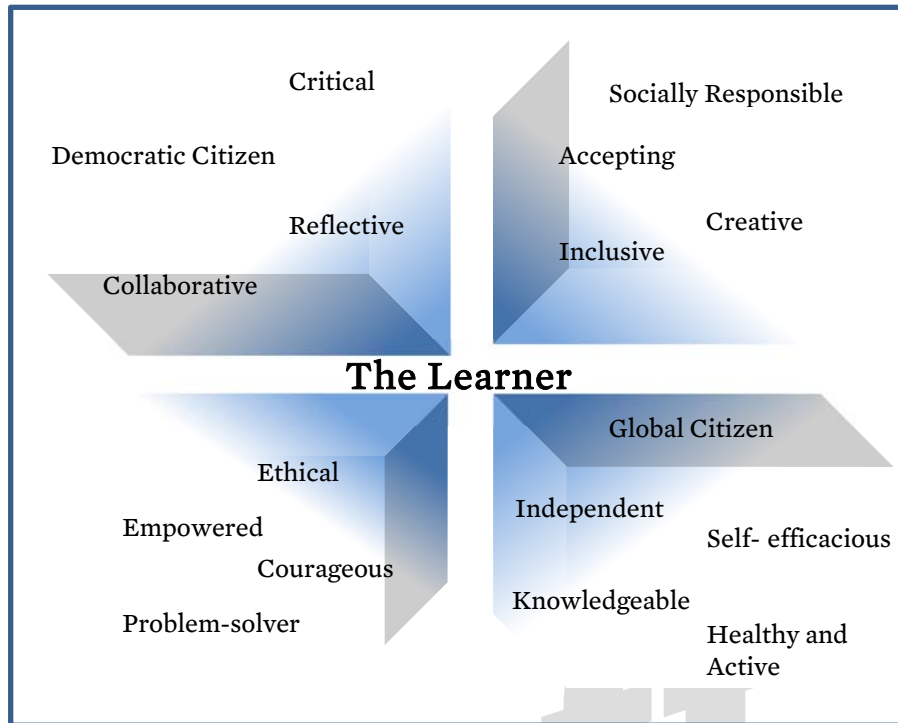 Critical
Socially Responsible
Democratic Citizen
Accepting
Reflective
Creative
Inclusive
Collaborative
The Learner
Global Citizen
Ethical
Independent
Empowered
Self- efficacious
Courageous
Knowledgeable
Problem-solver
Healthy and
Active